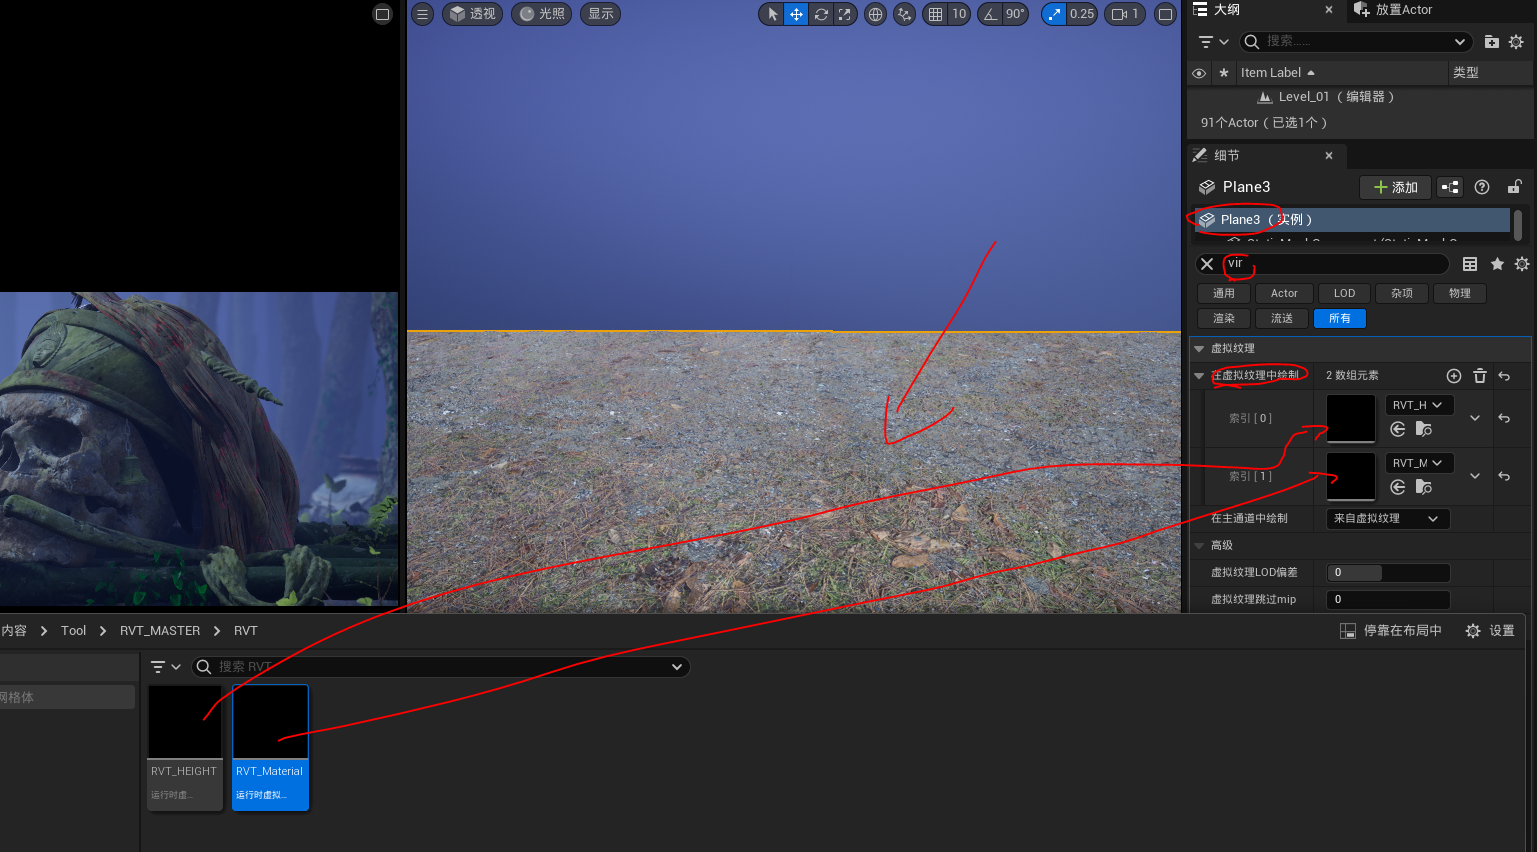 透视 光照 显示 10 90° 0.25 1
大纲 × 放置Actor
搜索......
Item Label 类型
Level_01 （编辑器）
91个Actor（已选1个）
细节 ×
Plane3 添加
Plane3 （实例）
vir
通用 Actor LOD 杂项 物理
渲染 流送 所有
虚拟纹理
在虚拟纹理中绘制 2 数组元素
索引 [ 0 ] RVT_H
索引 [ 1 ] RVT_M
在主通道中绘制 来自虚拟纹理
高级
虚拟纹理LOD偏差 0
虚拟纹理跳过mip 0
内容 Tool RVT_MASTER RVT 停靠在布局中 设置
搜索 RVT
网格体
RVT_HEIGHT RVT_Material
运行时虚... 运行时虚拟...